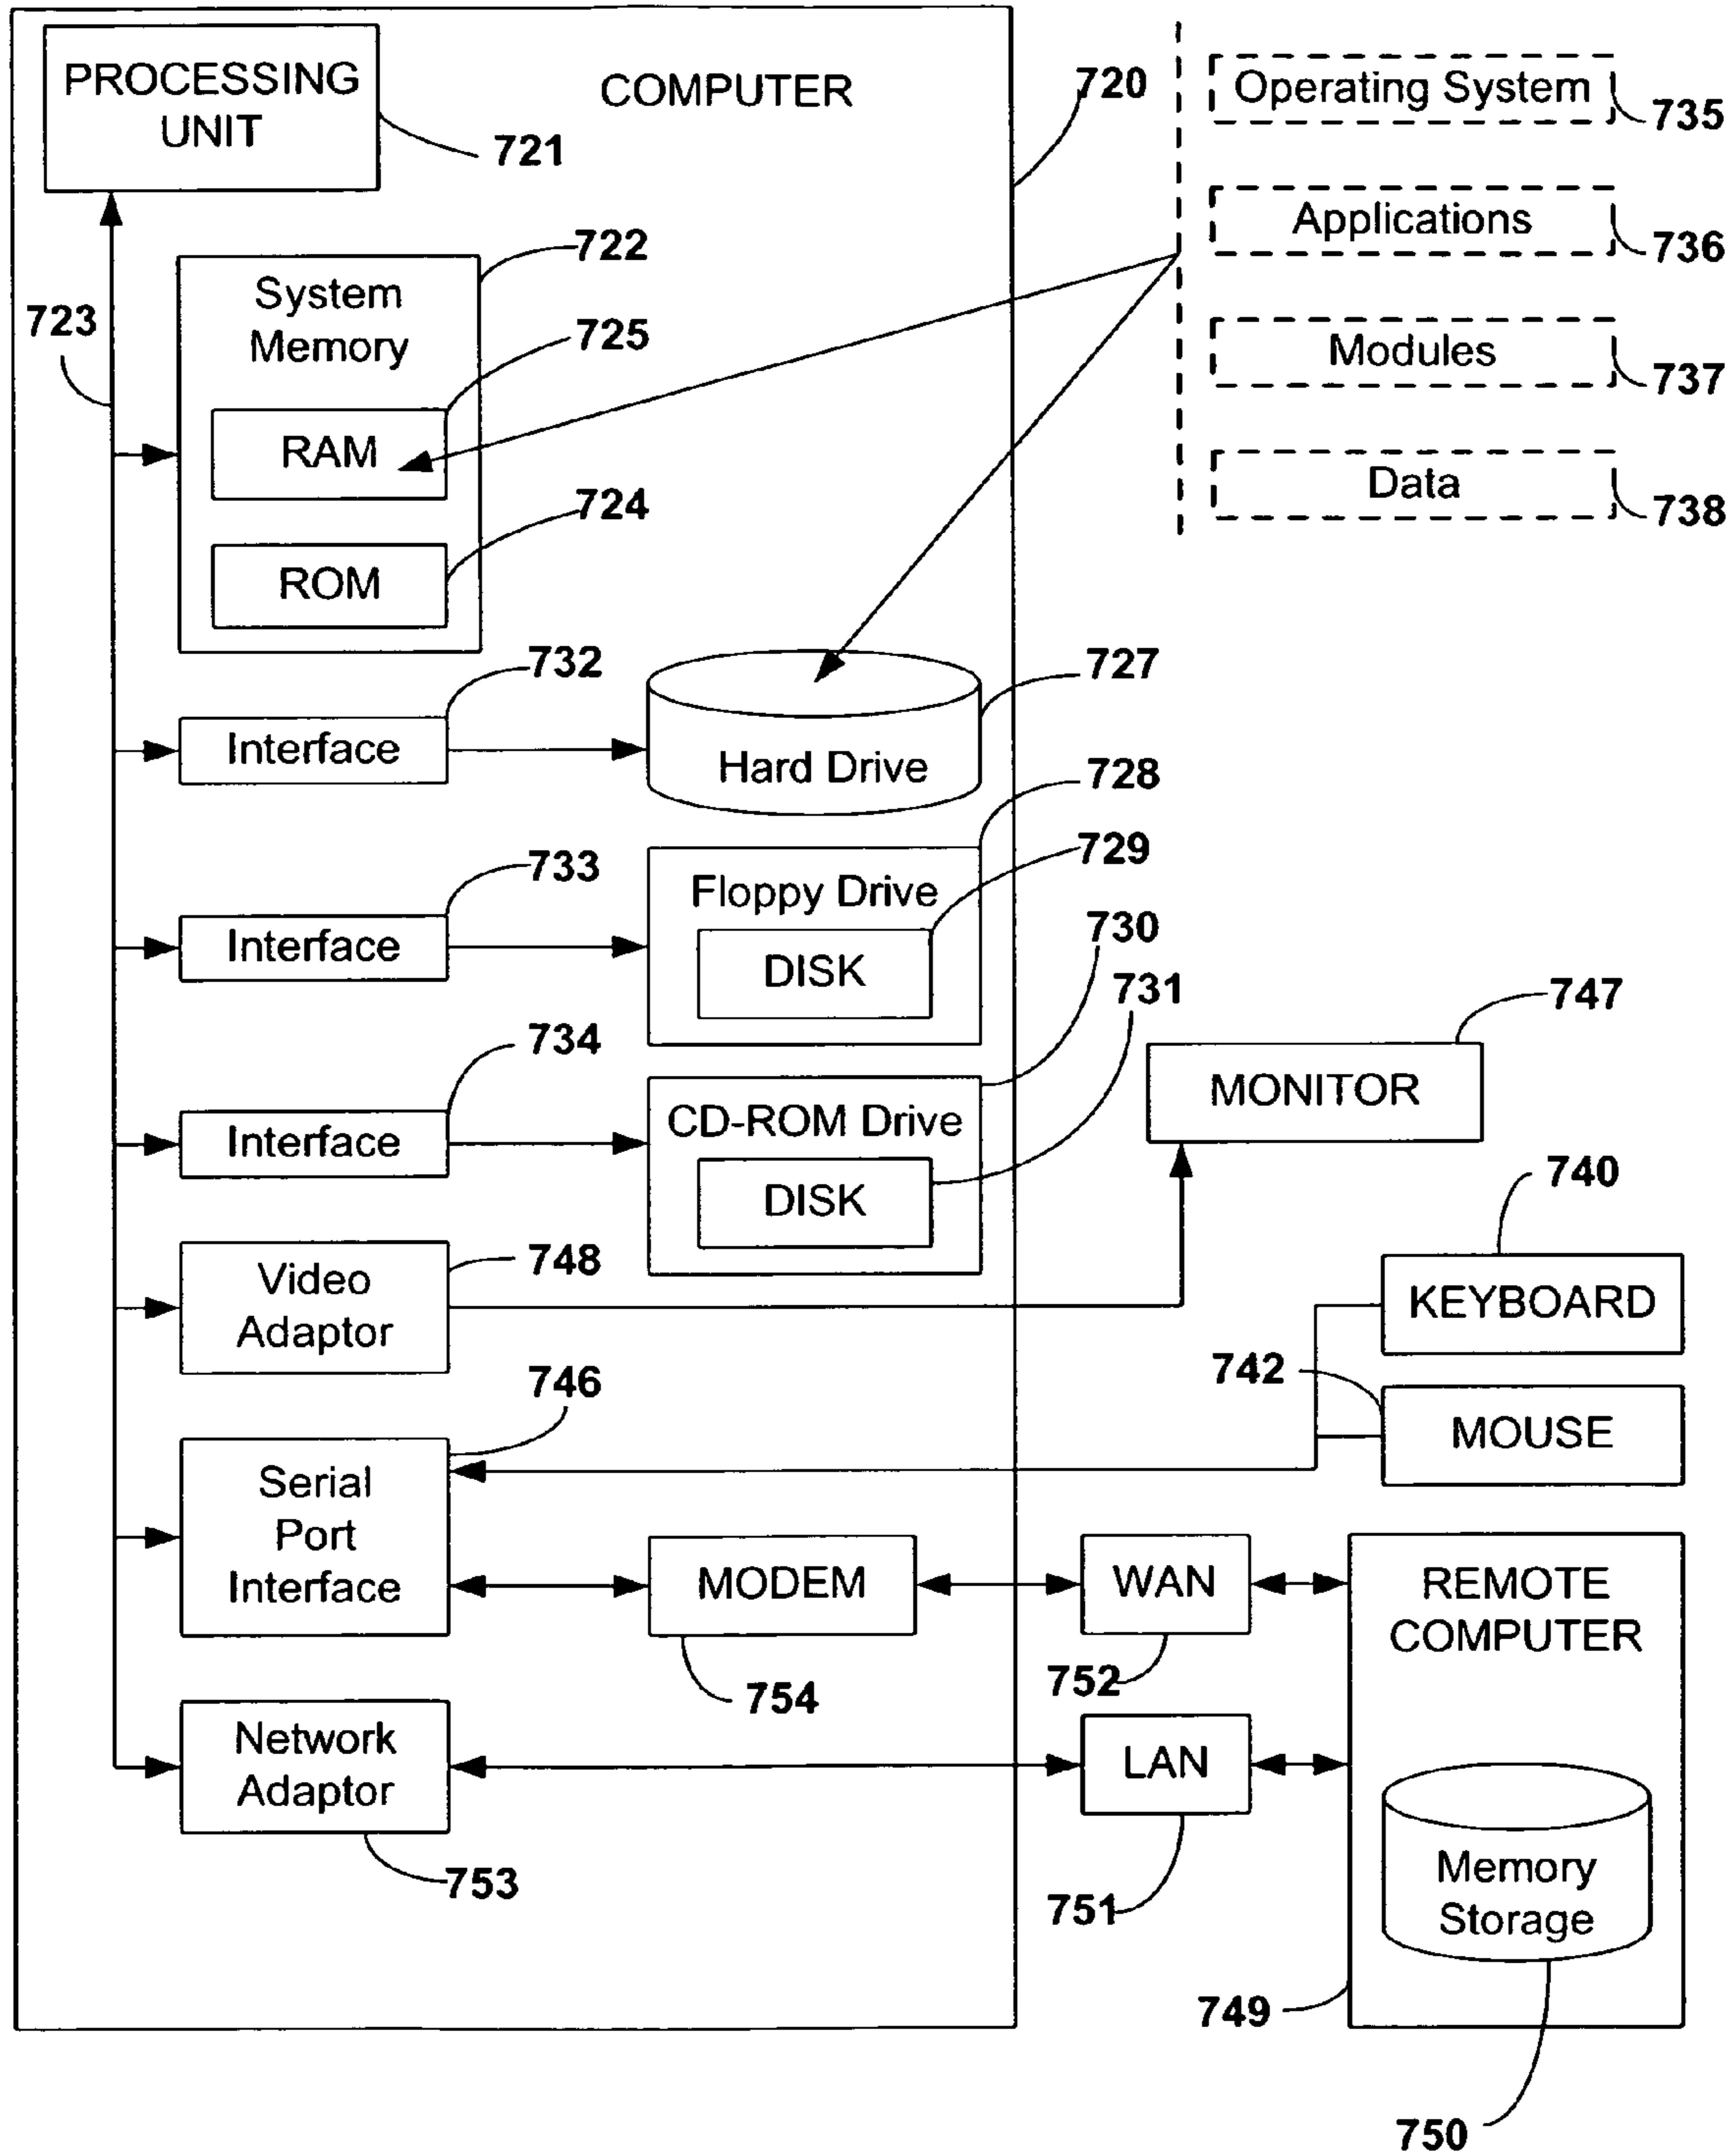 PROCESSING
UNIT
721
COMPUTER
720
Operating System
735
Applications
736
Modules
737
Data
738
723
722
System
Memory
725
RAM
724
ROM
732
Interface
727
Hard Drive
733
Interface
728
729
Floppy Drive
DISK
734
Interface
730
731
CD-ROM Drive
DISK
747
MONITOR
748
Video
Adaptor
740
KEYBOARD
742
MOUSE
746
Serial
Port
Interface
MODEM
754
WAN
752
REMOTE
COMPUTER
Network
Adaptor
753
LAN
751
Memory
Storage
749
750